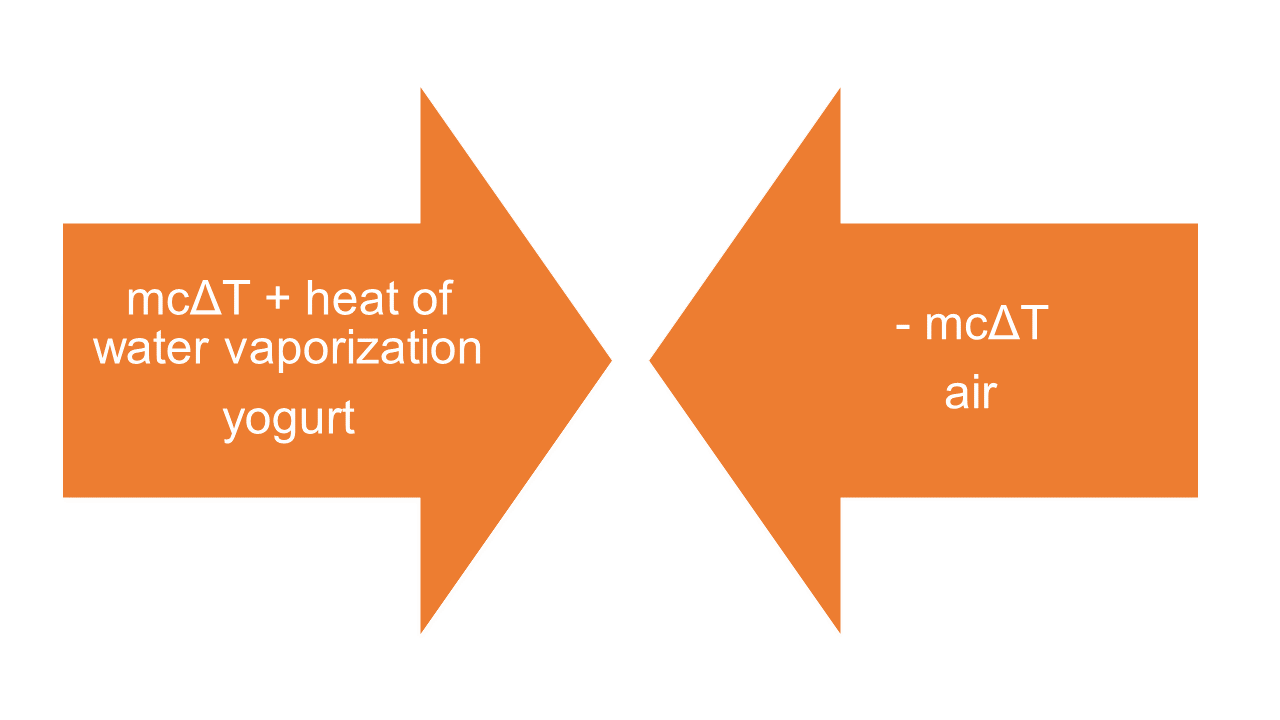 mcΔT + heat of
water vaporization
yogurt
- mcΔT
air